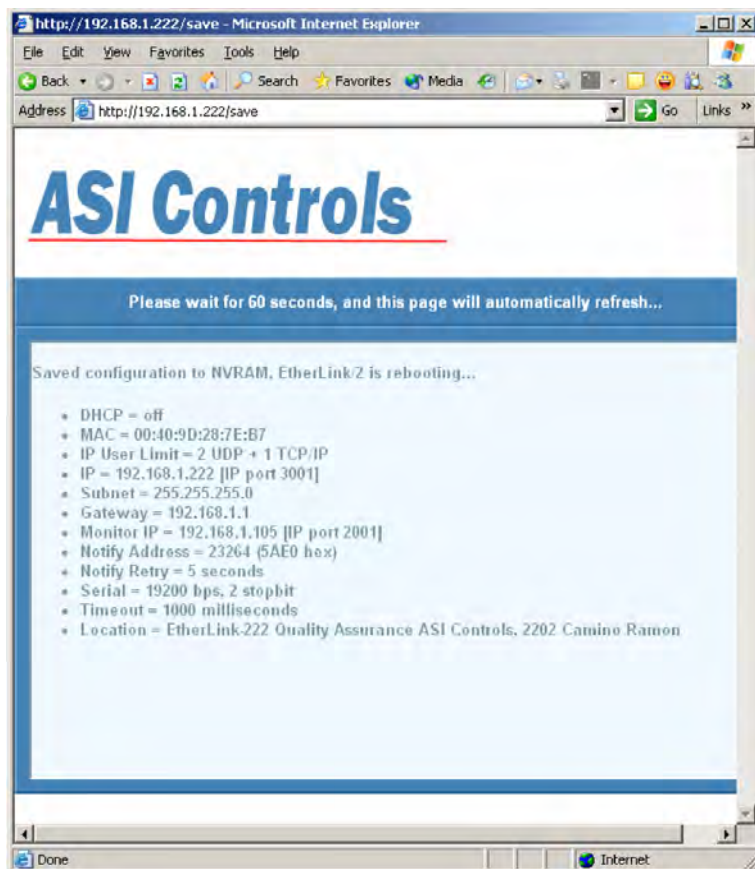 http://192.168.1.222/save - Microsoft Internet Explorer
File Edit View Favorites Tools Help
Back Search Favorites Media
Address http://192.168.1.222/save Go Links »
ASI Controls
Please wait for 60 seconds, and this page will automatically refresh...
Saved configuration to NVRAM, EtherLink/2 is rebooting...
• DHCP = off
• MAC = 00:40:9D:28:7E:B7
• IP User Limit = 2 UDP + 1 TCP/IP
• IP = 192.168.1.222 [IP port 3001]
• Subnet = 255.255.255.0
• Gateway = 192.168.1.1
• Monitor IP = 192.168.1.105 [IP port 2001]
• Notify Address = 23264 (5AE0 hex)
• Notify Retry = 5 seconds
• Serial = 19200 bps, 2 stopbit
• Timeout = 1000 milliseconds
• Location = EtherLink-222 Quality Assurance ASI Controls, 2202 Camino Ramon
Done Internet